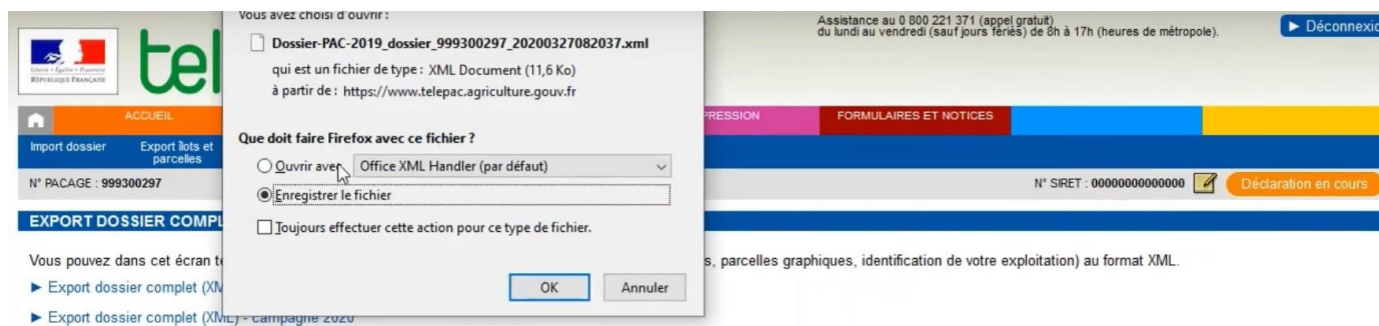 Vous avez choisi d'ouvrir :
Assistance au 0 800 221 371 (appel gratuit)
du lundi au vendredi (sauf jours fériés) de 8h à 17h (heures de métropole).
► Déconnexio
Liberté • Égalité • Fraternité
RÉPUBLIQUE FRANÇAISE
tel
Dossier-PAC-2019_dossier_999300297_20200327082037.xml
qui est un fichier de type : XML Document (11,6 Ko)
à partir de : https://www.telepac.agriculture.gouv.fr
ACCUEIL
PRESSION
FORMULAIRES ET NOTICES
Import dossier
Export îlots et
parcelles
Que doit faire Firefox avec ce fichier ?
Ouvrir avec Office XML Handler (par défaut)
Enregistrer le fichier
Toujours effectuer cette action pour ce type de fichier.
OK
Annuler
N° PACAGE : 999300297
N° SIRET : 00000000000000
Déclaration en cours
EXPORT DOSSIER COMPL
Vous pouvez dans cet écran t
s, parcelles graphiques, identification de votre exploitation) au format XML.
► Export dossier complet (XM
► Export dossier complet (XML) - campagne 2020